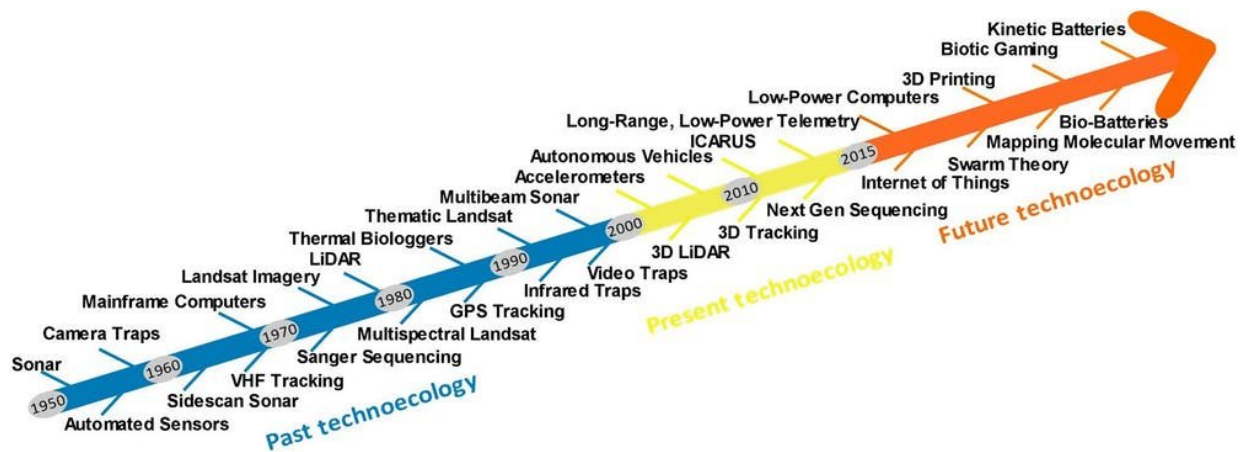 Kinetic Batteries
Biotic Gaming
3D Printing
Low-Power Computers
Long-Range, Low-Power Telemetry
ICARUS
Autonomous Vehicles
Accelerometers
Multibeam Sonar
Thematic Landsat
Thermal Biologgers
LiDAR
Landsat Imagery
Mainframe Computers
Camera Traps
Sonar
1950
1960
1970
1980
1990
2000
2010
2015
Automated Sensors
Sidescan Sonar
VHF Tracking
Sanger Sequencing
Multispectral Landsat
GPS Tracking
Infrared Traps
Video Traps
3D LiDAR
3D Tracking
Next Gen Sequencing
Internet of Things
Swarm Theory
Mapping Molecular Movement
Bio-Batteries
Past technoecology
Present technoecology
Future technoecology